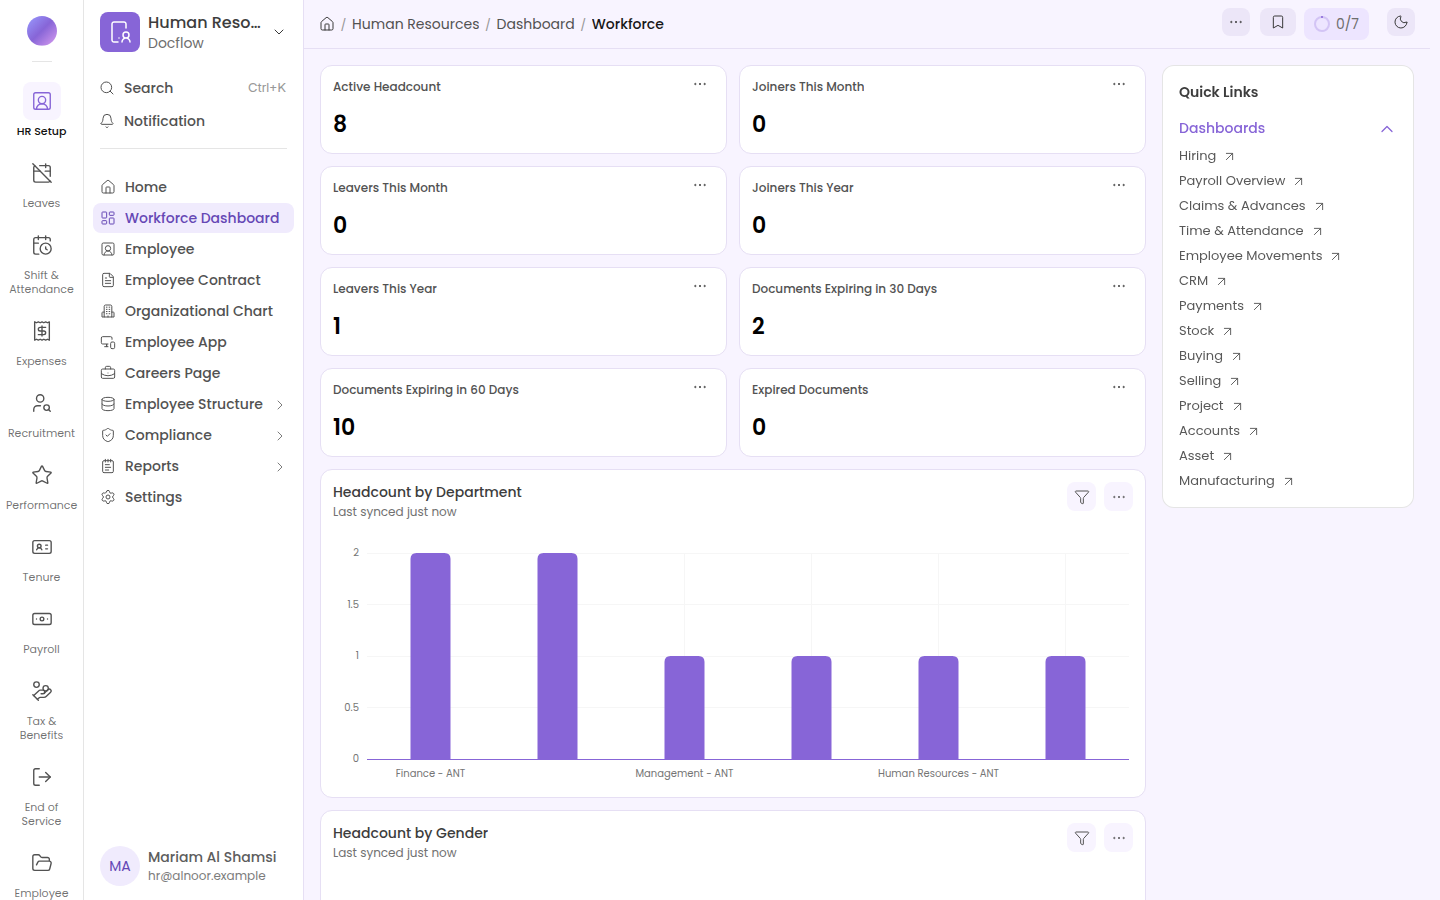 HR Setup
Leaves
Shift &
Attendance
Expenses
Recruitment
Performance
Tenure
Payroll
Tax &
Benefits
End of
Service
Employee
Human Reso...
Docflow
Search Ctrl+K
Notification
Home
Workforce Dashboard
Employee
Employee Contract
Organizational Chart
Employee App
Careers Page
Employee Structure
Compliance
Reports
Settings
MA
Mariam Al Shamsi
hr@alnoor.example
/ Human Resources / Dashboard / Workforce
0/7
Active Headcount
8
Joiners This Month
0
Leavers This Month
0
Joiners This Year
0
Leavers This Year
1
Documents Expiring in 30 Days
2
Documents Expiring in 60 Days
10
Expired Documents
0
Headcount by Department
Last synced just now
2
1.5
1
0.5
0
Finance - ANT
Management - ANT
Human Resources - ANT
Headcount by Gender
Last synced just now
Quick Links
Dashboards
Hiring
Payroll Overview
Claims & Advances
Time & Attendance
Employee Movements
CRM
Payments
Stock
Buying
Selling
Project
Accounts
Asset
Manufacturing